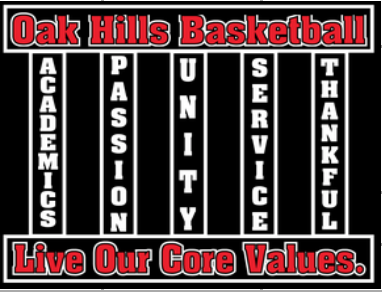 Oak Hills Basketball
ACADEMICS
PASSION
UNITY
SERVICE
THANKFUL
Live Our Core Values.